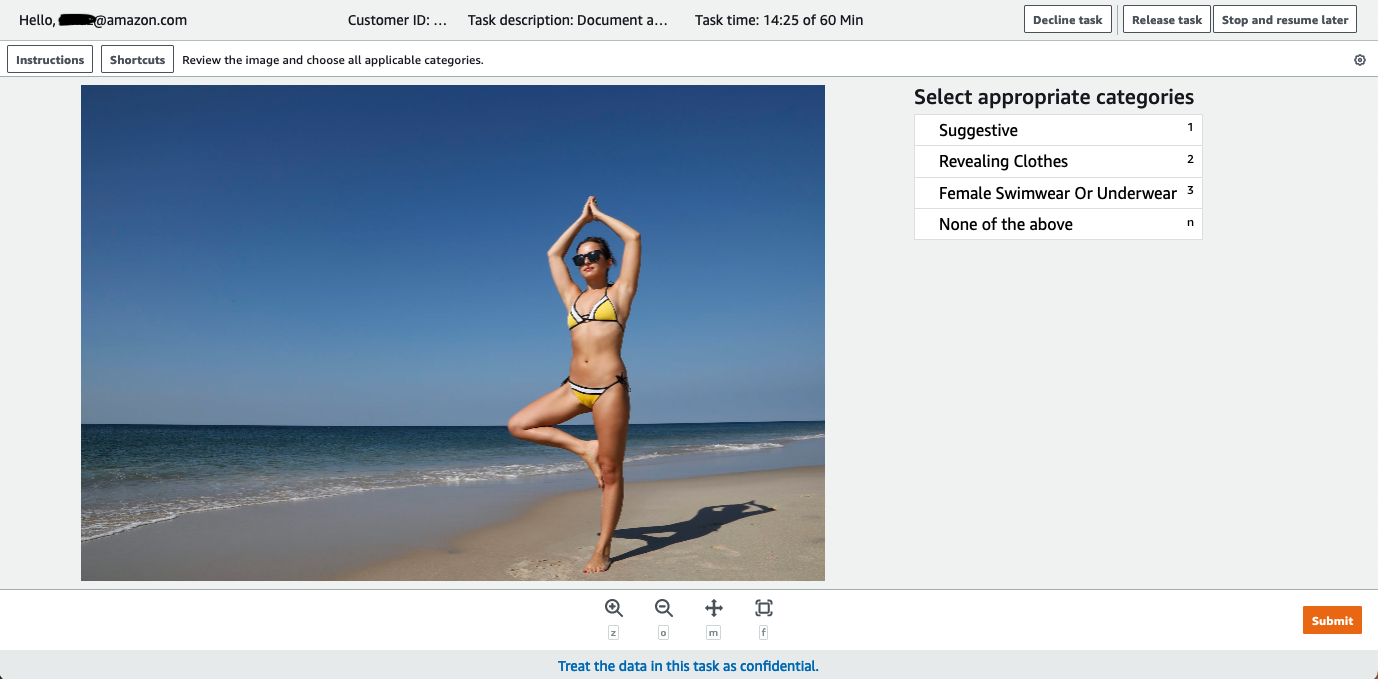 Hello, @amazon.com Customer ID: ... Task description: Document a... Task time: 14:25 of 60 Min Decline task Release task Stop and resume later
Instructions Shortcuts Review the image and choose all applicable categories.
Select appropriate categories
Suggestive 1
Revealing Clothes 2
Female Swimwear Or Underwear 3
None of the above n
z o m f
Submit
Treat the data in this task as confidential.